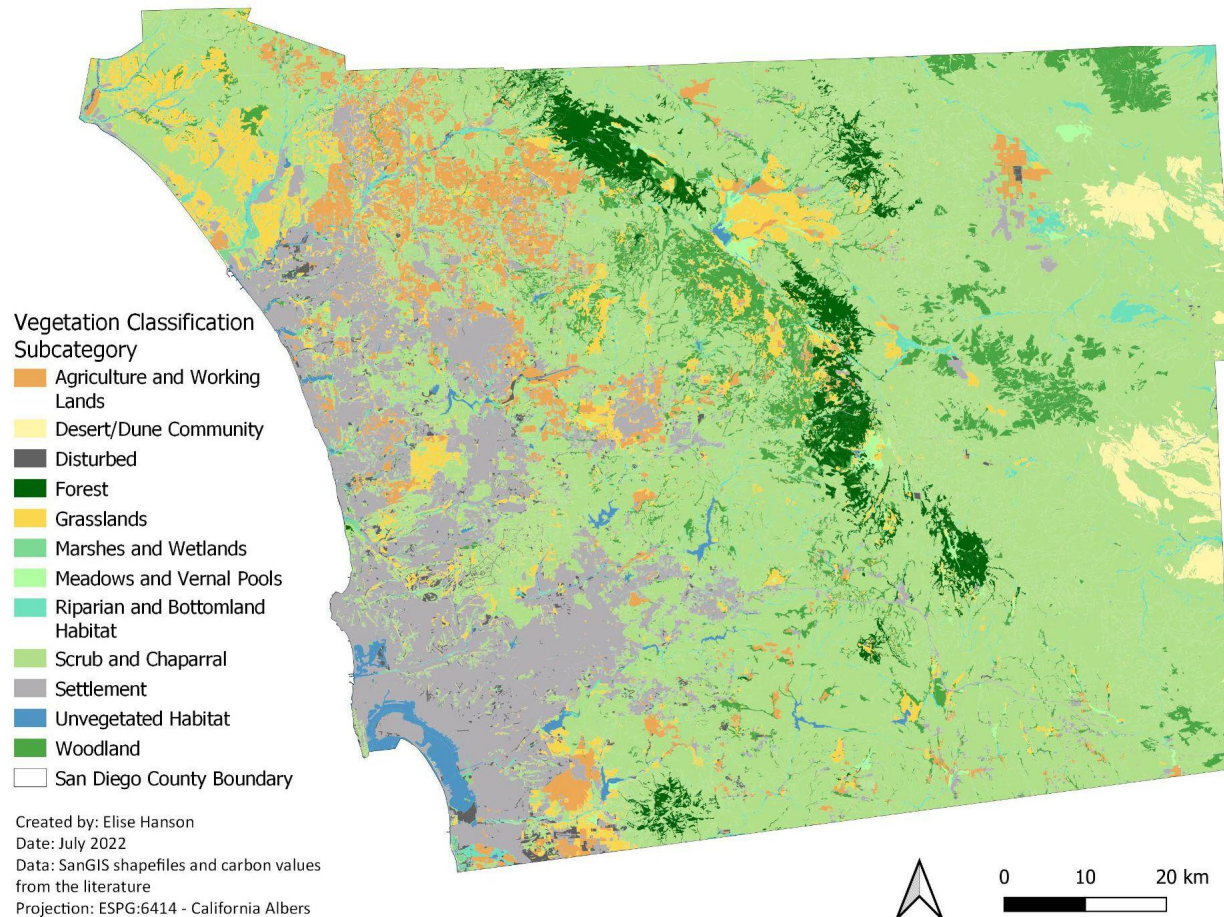 Vegetation Classification
Subcategory
Agriculture and Working
Lands
Desert/Dune Community
Disturbed
Forest
Grasslands
Marshes and Wetlands
Meadows and Vernal Pools
Riparian and Bottomland
Habitat
Scrub and Chaparral
Settlement
Unvegetated Habitat
Woodland
San Diego County Boundary
Created by: Elise Hanson
Date: July 2022
Data: SanGIS shapefiles and carbon values
from the literature
Projection: ESPG:6414 - California Albers
0 10 20 km